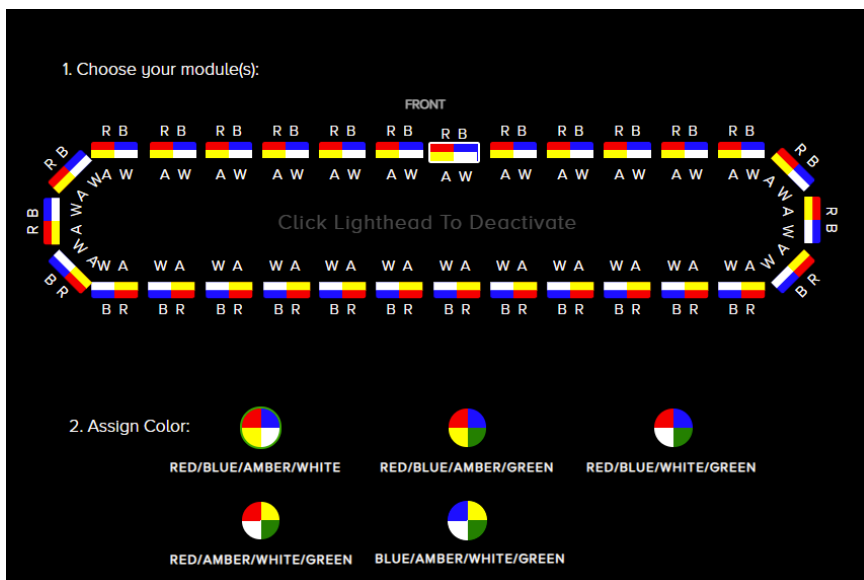 1. Choose your module(s):
FRONT
R B R B R B R B R B R B R B R B R B R B R B R B
A W A W A W A W A W A W A W A W A W A W A W A W
R B
A W
R B
A W
R B
A W
R B
A W
Click Lighthead To Deactivate
B R
W A
B R
W A
W A W A W A W A W A W A W A W A W A W A W A W A
B R B R B R B R B R B R B R B R B R B R B R B R
2. Assign Color:
RED/BLUE/AMBER/WHITE
RED/BLUE/AMBER/GREEN
RED/BLUE/WHITE/GREEN
RED/AMBER/WHITE/GREEN
BLUE/AMBER/WHITE/GREEN